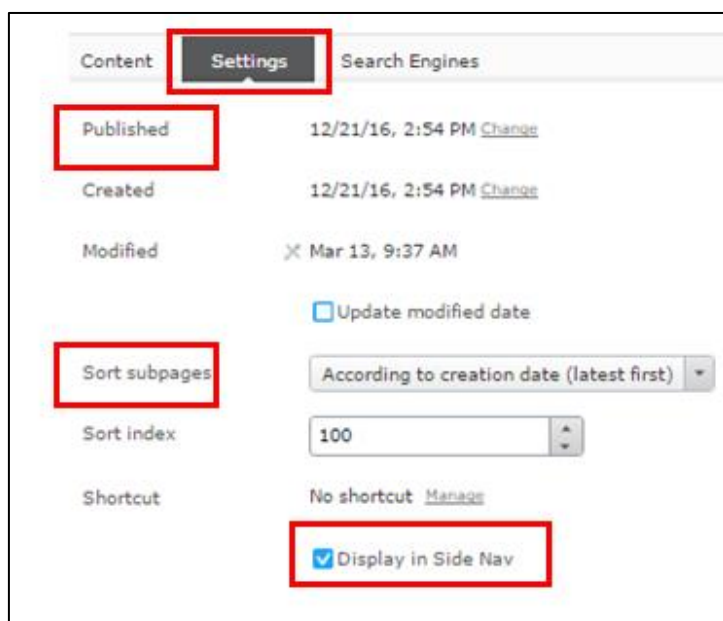 Content Settings Search Engines
Published 12/21/16, 2:54 PM Change
Created 12/21/16, 2:54 PM Change
Modified Mar 13, 9:37 AM
Update modified date
Sort subpages According to creation date (latest first)
Sort index 100
Shortcut No shortcut Manage
Display in Side Nav